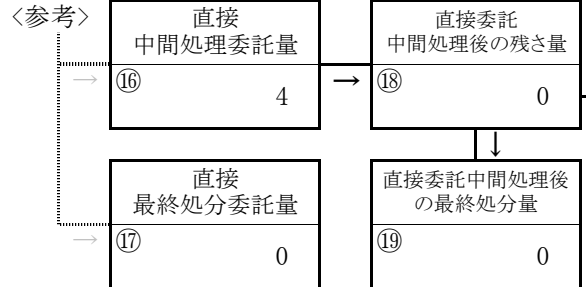 〈参考〉
直接
中間処理委託量
⑯
4
→
→
直接委託
中間処理後の残さ量
⑱
0
↓
直接
最終処分委託量
→
⑰
0
直接委託中間処理後
の最終処分量
⑲
0